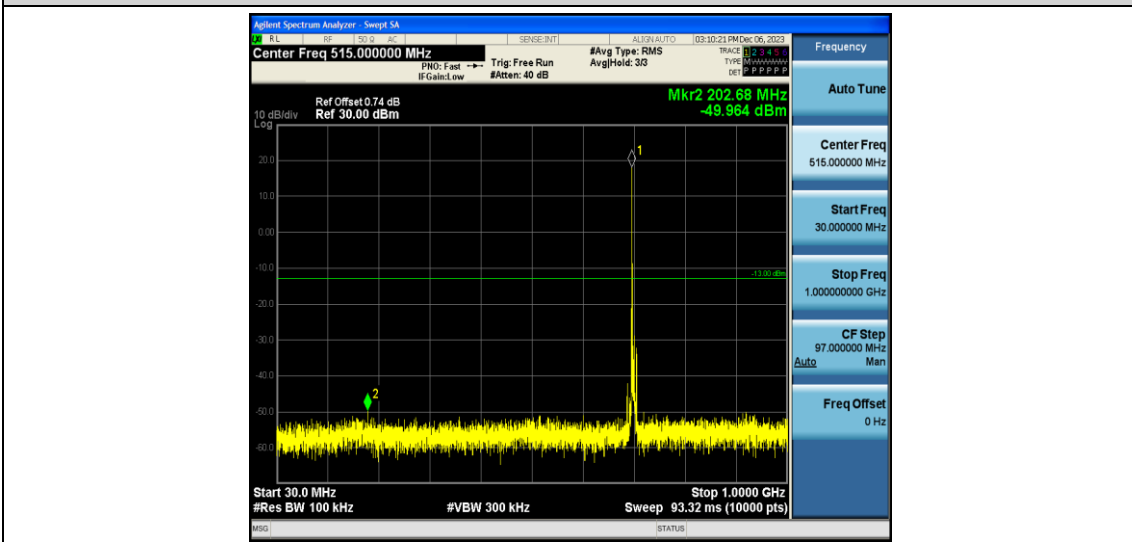 Agilent Spectrum Analyzer - Swept SA
RL RF 50 Ω AC SENSE:INT ALIGN AUTO 03:10:21 PM Dec 06, 2023
Center Freq 515.000000 MHz
PNO: Fast
IFGain:Low
Trig: Free Run
#Atten: 40 dB
#Avg Type: RMS
Avg|Hold: 3/3
TRACE 1 2 3 4 5 6
TYPE M
DET P P P P P P
Mkr2 202.68 MHz
-49.964 dBm
Ref Offset 0.74 dB
10 dB/div Ref 30.00 dBm
Log
20.0
10.0
0.00
-10.0
-20.0
-30.0
-40.0
-50.0
-60.0
1
-13.00 dBm
2
Start 30.0 MHz Stop 1.0000 GHz
#Res BW 100 kHz #VBW 300 kHz Sweep 93.32 ms (10000 pts)
MSG STATUS
Frequency
Auto Tune
Center Freq
515.000000 MHz
Start Freq
30.000000 MHz
Stop Freq
1.000000000 GHz
CF Step
97.000000 MHz
Auto Man
Freq Offset
0 Hz